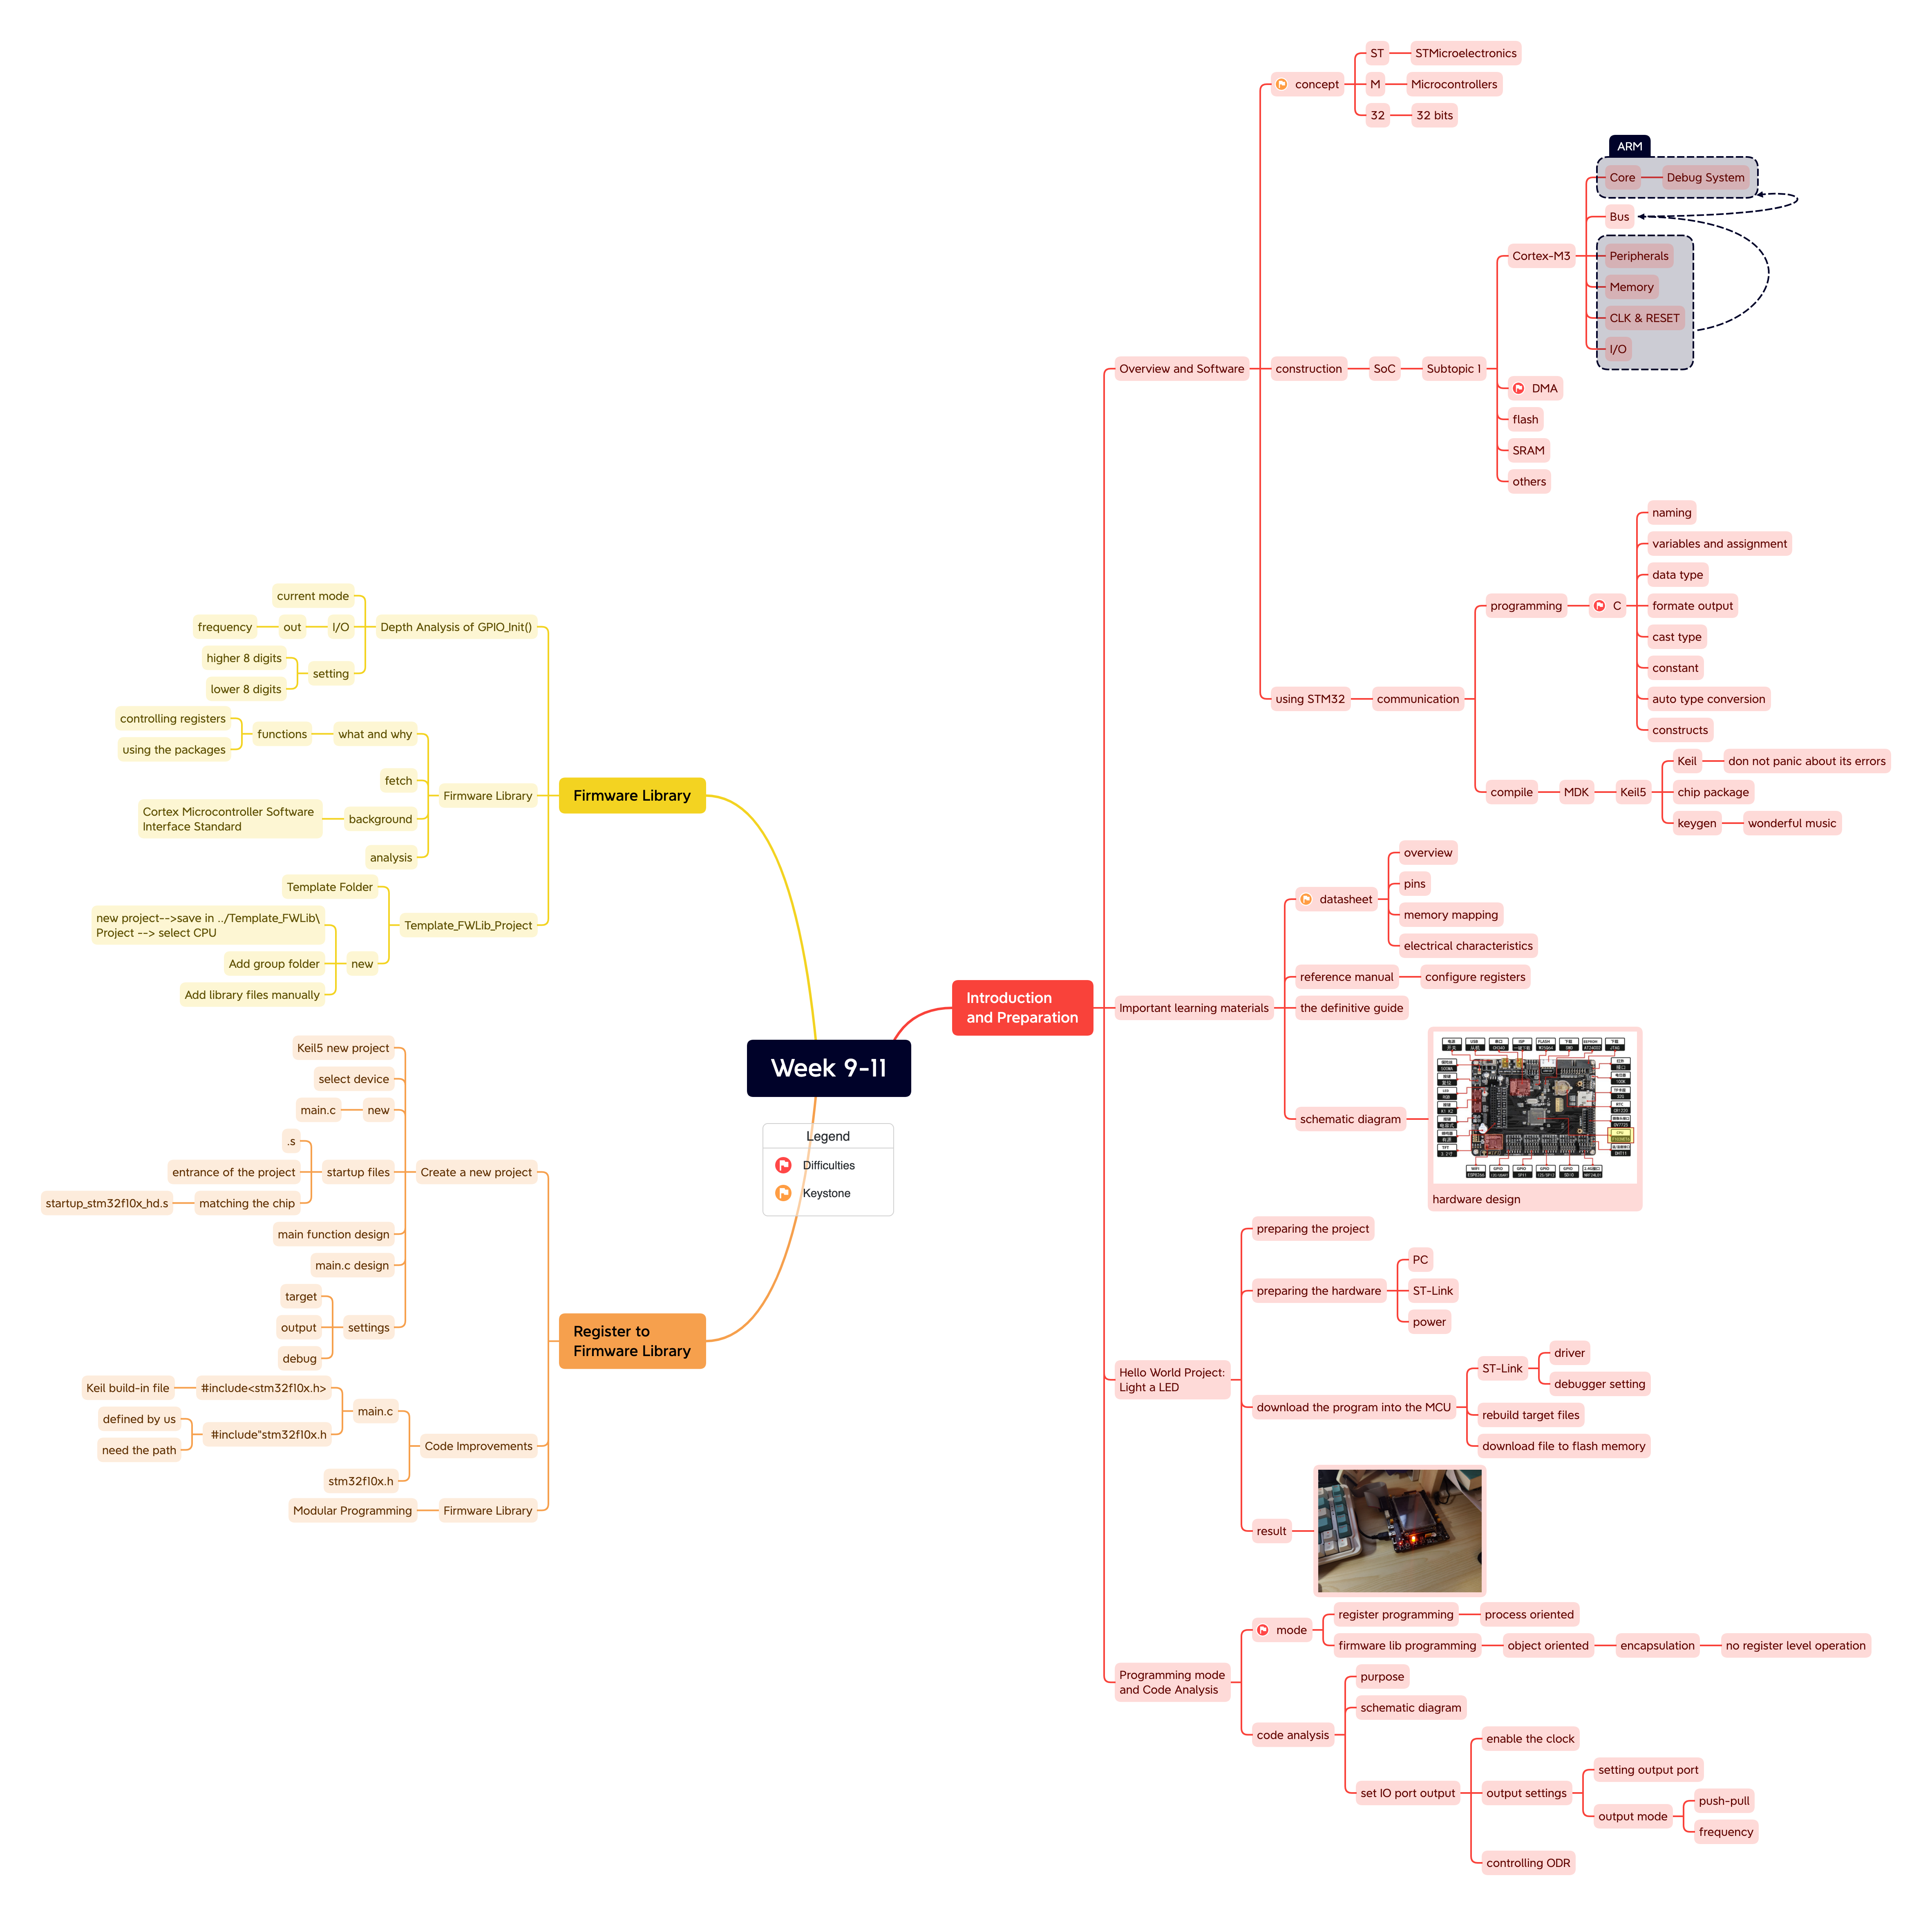 Week 9-11
Legend
Difficulties
Keystone
Introduction
and Preparation
Overview and Software
concept
ST
STMicroelectronics
M
Microcontrollers
32
32 bits
construction
SoC
Subtopic 1
Cortex-M3
ARM
Core
Debug System
Bus
Peripherals
Memory
CLK & RESET
I/O
DMA
flash
SRAM
others
using STM32
communication
programming
C
naming
variables and assignment
data type
formate output
cast type
constant
auto type conversion
constructs
compile
MDK
Keil5
Keil
don not panic about its errors
chip package
keygen
wonderful music
Important learning materials
datasheet
overview
pins
memory mapping
electrical characteristics
reference manual
configure registers
the definitive guide
schematic diagram
hardware design
Hello World Project:
Light a LED
preparing the project
preparing the hardware
PC
ST-Link
power
download the program into the MCU
ST-Link
driver
debugger setting
rebuild target files
download file to flash memory
result
Programming mode
and Code Analysis
mode
register programming
process oriented
firmware lib programming
object oriented
encapsulation
no register level operation
code analysis
purpose
schematic diagram
set IO port output
enable the clock
output settings
setting output port
output mode
push-pull
frequency
controlling ODR
Register to
Firmware Library
Create a new project
Keil5 new project
select device
new
main.c
startup files
.s
entrance of the project
matching the chip
startup_stm32f10x_hd.s
main function design
main.c design
settings
target
output
debug
Code Improvements
main.c
#include<stm32f10x.h>
Keil build-in file
#include"stm32f10x.h
defined by us
need the path
stm32f10x.h
Firmware Library
Modular Programming
Firmware Library
Depth Analysis of GPIO_Init()
current mode
I/O
out
frequency
setting
higher 8 digits
lower 8 digits
Firmware Library
what and why
functions
controlling registers
using the packages
fetch
background
Cortex Microcontroller Software
Interface Standard
analysis
Template_FWLib_Project
Template Folder
new
new project-->save in ../Template_FWLib\
Project --> select CPU
Add group folder
Add library files manually